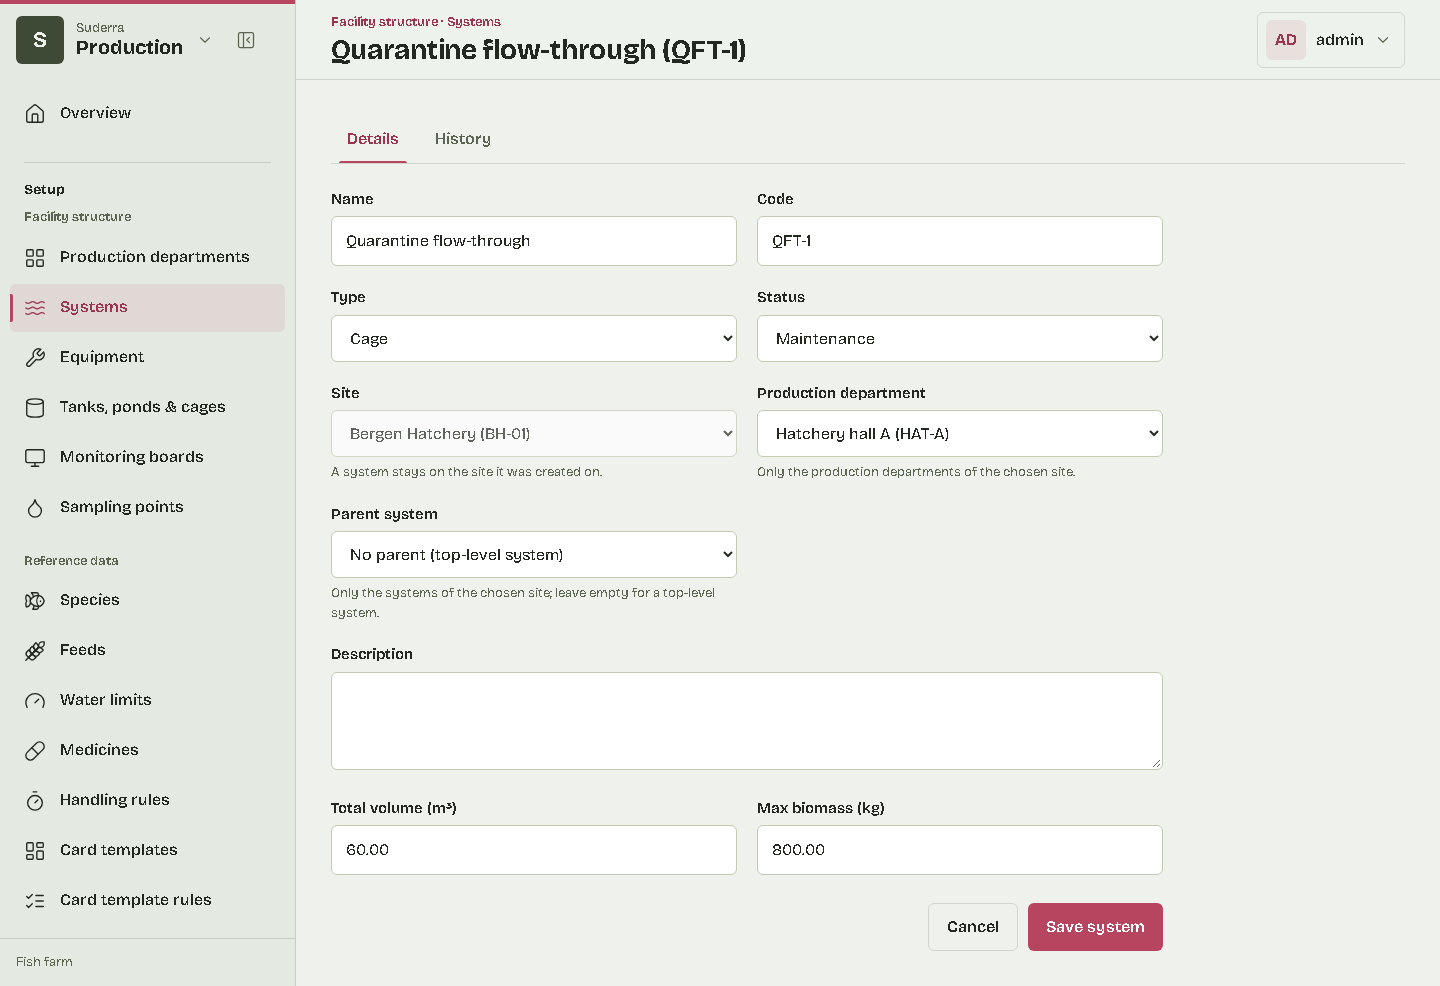 S
Suderra
Production
Overview
Setup
Facility structure
Production departments
Systems
Equipment
Tanks, ponds & cages
Monitoring boards
Sampling points
Reference data
Species
Feeds
Water limits
Medicines
Handling rules
Card templates
Card template rules
Fish farm
Facility structure · Systems
Quarantine flow-through (QFT-1)
AD
admin
Details
History
Name
Code
Quarantine flow-through
QFT-1
Type
Status
Cage
Maintenance
Site
Production department
Bergen Hatchery (BH-01)
Hatchery hall A (HAT-A)
A system stays on the site it was created on.
Only the production departments of the chosen site.
Parent system
No parent (top-level system)
Only the systems of the chosen site; leave empty for a top-level
system.
Description
Total volume (m³)
Max biomass (kg)
60.00
800.00
Cancel
Save system